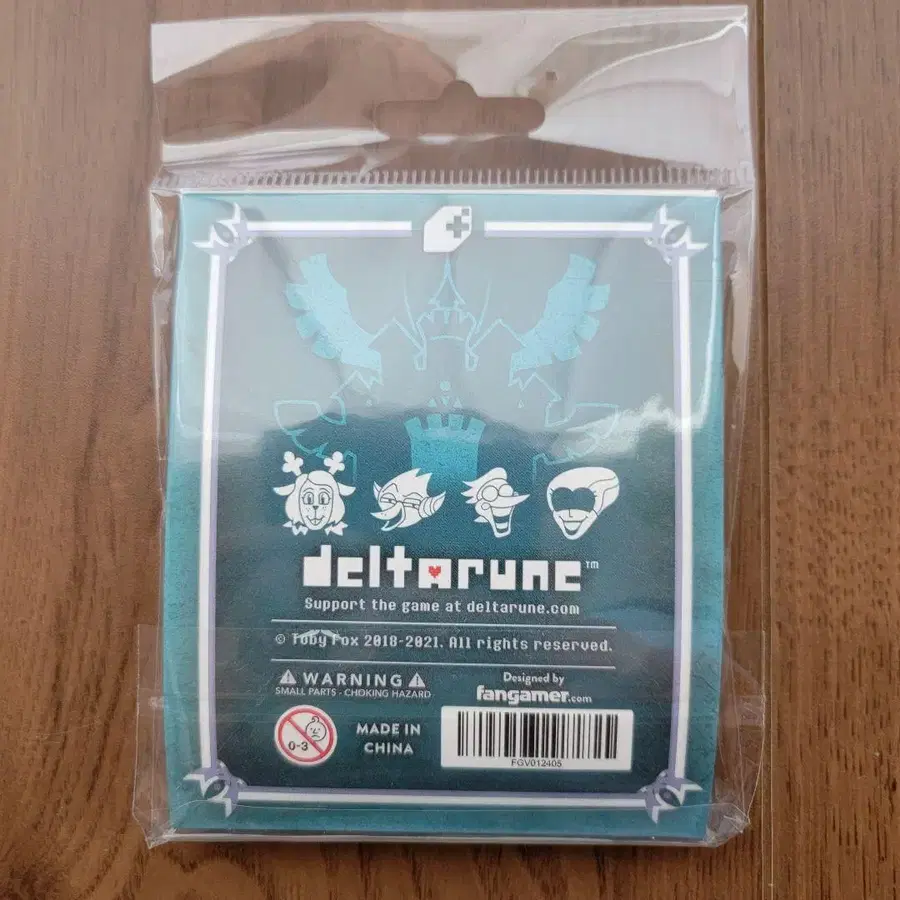 deltarune™
Support the game at deltarune.com
© Toby Fox 2018-2021. All rights reserved.
WARNING
SMALL PARTS - CHOKING HAZARD
Designed by
fangamer.com
0-3
MADE IN
CHINA
FGV012405